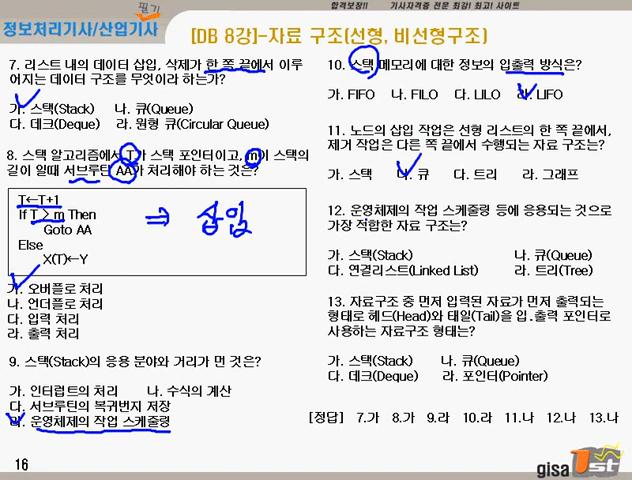 합격보장!! 기사자격증 전문 최강! 최고! 사이트
필기
정보처리기사/산업기사
[DB 8강]-자료 구조(선형, 비선형구조)
7. 리스트 내의 데이터 삽입, 삭제가 한 쪽 끝에서 이루
어지는 데이터 구조를 무엇이라 하는가?
가. 스택(Stack) 나. 큐(Queue)
다. 데크(Deque) 라. 원형 큐(Circular Queue)
8. 스택 알고리즘에서 T가 스택 포인터이고, m이 스택의
길이 일때 서브루틴 AA가 처리해야 하는 것은?
T←T+1
If T > m Then
Goto AA
Else
X(T)←Y
⇒ 삽입
가. 오버플로 처리
나. 언더플로 처리
다. 입력 처리
라. 출력 처리
9. 스택(Stack)의 응용 분야와 거리가 먼 것은?
가. 인터럽트의 처리 나. 수식의 계산
다. 서브루틴의 복귀번지 저장
라. 운영체제의 작업 스케줄링
10. 스택 메모리에 대한 정보의 입출력 방식은?
가. FIFO 나. FILO 다. LILO 라. LIFO
11. 노드의 삽입 작업은 선형 리스트의 한 쪽 끝에서,
제거 작업은 다른 쪽 끝에서 수행되는 자료 구조는?
가. 스택 나. 큐 다. 트리 라. 그래프
12. 운영체제의 작업 스케줄링 등에 응용되는 것으로
가장 적합한 자료 구조는?
가. 스택(Stack) 나. 큐(Queue)
다. 연결리스트(Linked List) 라. 트리(Tree)
13. 자료구조 중 먼저 입력된 자료가 먼저 출력되는
형태로 헤드(Head)와 태일(Tail)을 입·출력 포인터로
사용하는 자료구조 형태는?
가. 스택(Stack) 나. 큐(Queue)
다. 데크(Deque) 라. 포인터(Pointer)
[정답] 7.가 8.가 9.라 10.라 11.나 12.나 13.나
16
gisa 1st